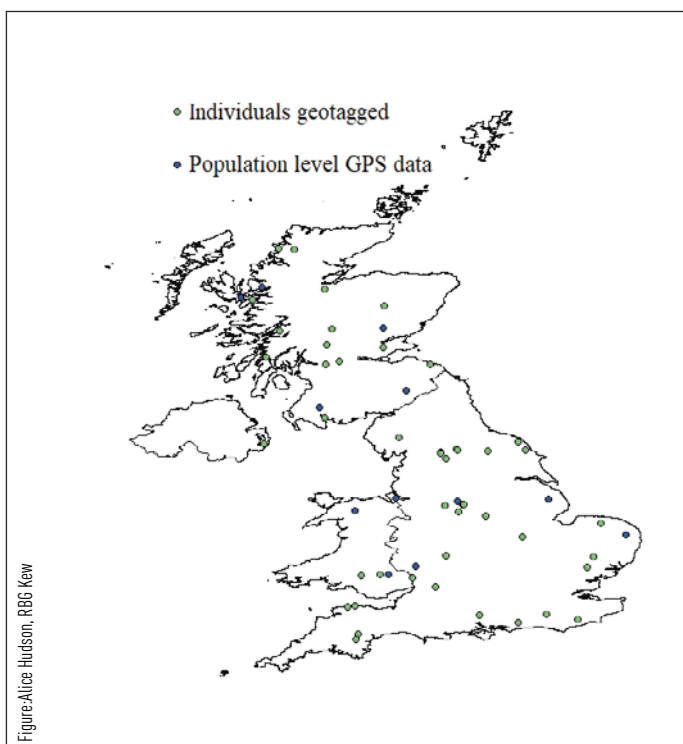 Individuals geotagged
Population level GPS data
Figure:Alice Hudson, RBG Kew